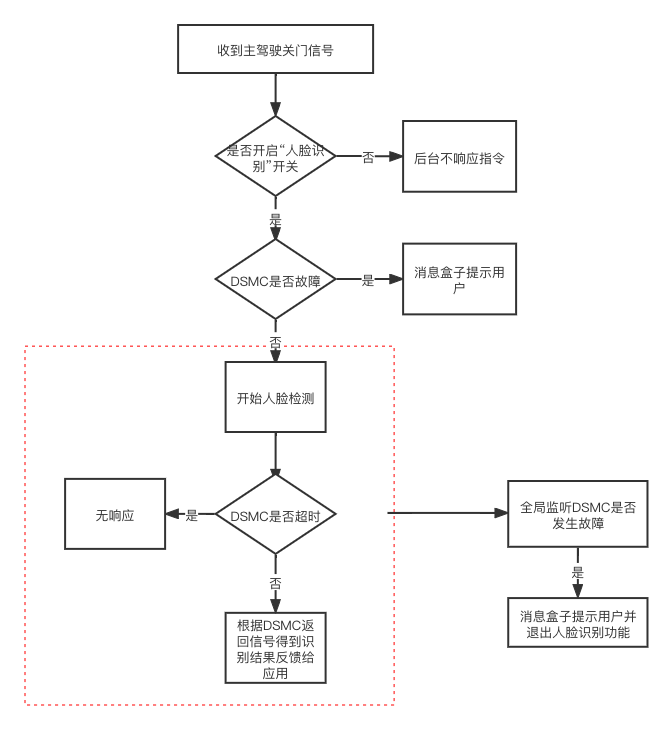 收到主驾驶关门信号
是否开启“人脸识
别”开关
否
后台不响应指令
是
DSMC是否故障
是
消息盒子提示用
户
否
开始人脸检测
无响应
是
DSMC是否超时
全局监听DSMC是否
发生故障
否
是
根据DSMC返
回信号得到识
别结果反馈给
应用
消息盒子提示用户并
退出人脸识别功能